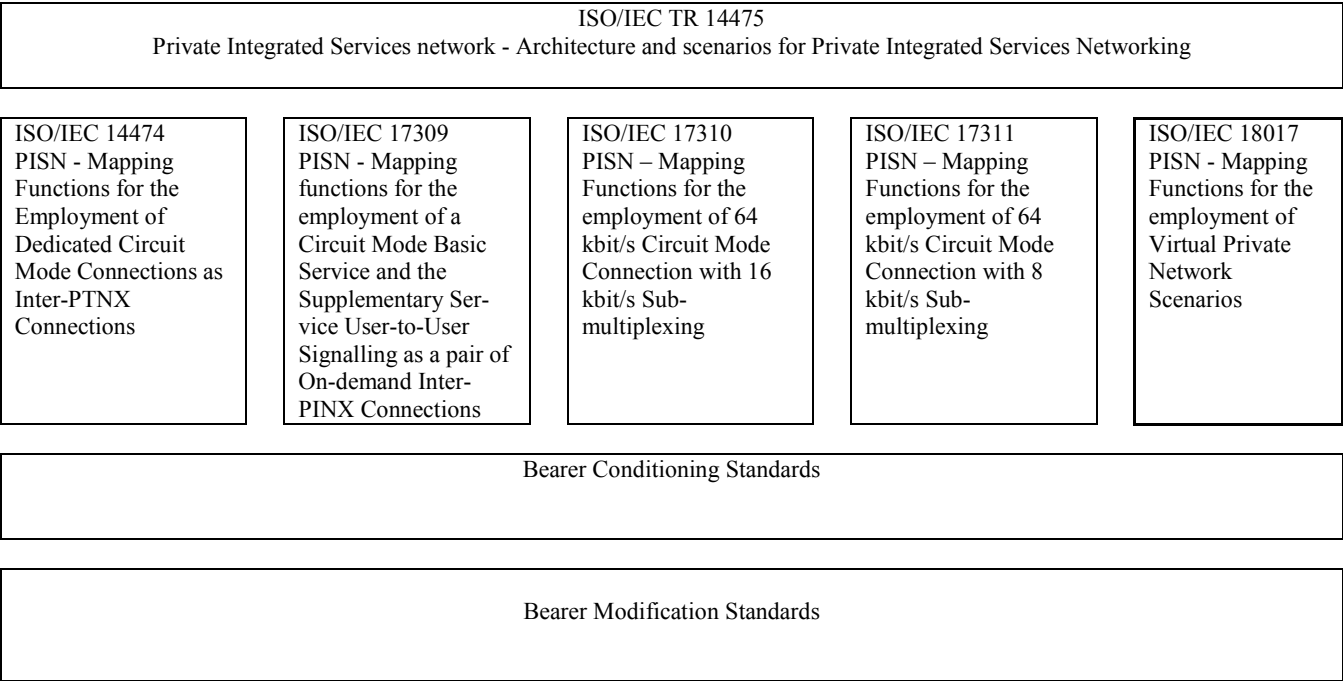 ISO/IEC TR 14475
Private Integrated Services network - Architecture and scenarios for Private Integrated Services Networking
ISO/IEC 14474
PISN - Mapping
Functions for the
Employment of
Dedicated Circuit
Mode Connections as
Inter-PTNX
Connections
ISO/IEC 17309
PISN - Mapping
functions for the
employment of a
Circuit Mode Basic
Service and the
Supplementary Ser-
vice User-to-User
Signalling as a pair of
On-demand Inter-
PINX Connections
ISO/IEC 17310
PISN – Mapping
Functions for the
employment of 64
kbit/s Circuit Mode
Connection with 16
kbit/s Sub-
multiplexing
ISO/IEC 17311
PISN – Mapping
Functions for the
employment of 64
kbit/s Circuit Mode
Connection with 8
kbit/s Sub-
multiplexing
ISO/IEC 18017
PISN - Mapping
Functions for the
employment of
Virtual Private
Network
Scenarios
Bearer Conditioning Standards
Bearer Modification Standards